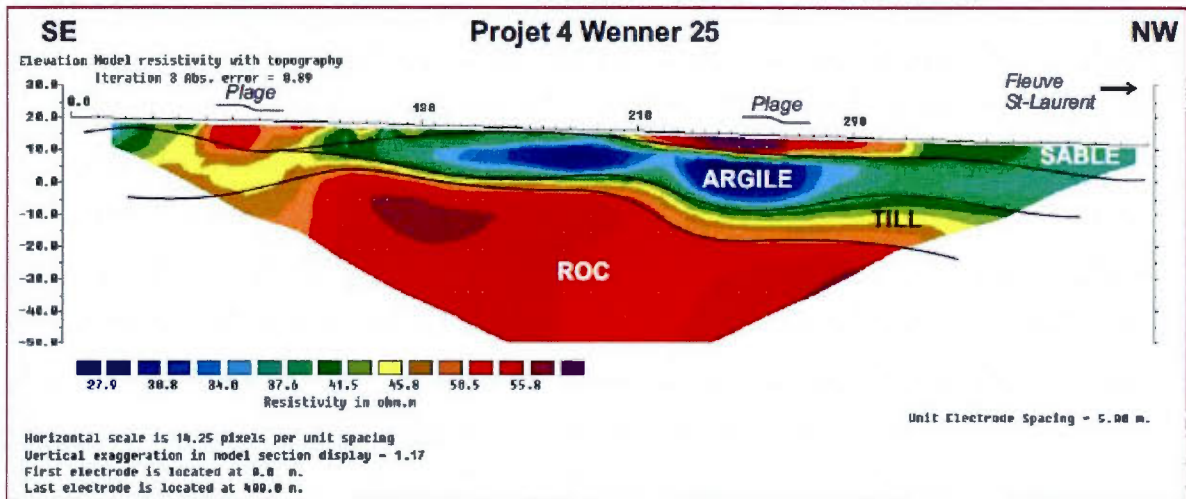 SE
Projet 4 Wenner 25
NW
Elevation Model resistivity with topography
Iteration 3 Abs. error = 0.89
Fleuve
St-Laurent
30.0
20.0
10.0
0.0
-10.0
-20.0
-30.0
-40.0
-50.0
0.0
Plage
130
210
Plage
290
SABLE
ARGILE
TILL
ROC
27.9 30.8 34.0 37.6 41.5 45.8 50.5 55.8
Resistivity in ohm.m
Unit Electrode Spacing = 5.00 m.
Horizontal scale is 14.25 pixels per unit spacing
Vertical exaggeration in model section display = 1.17
First electrode is located at 0.0 m.
Last electrode is located at 400.0 m.